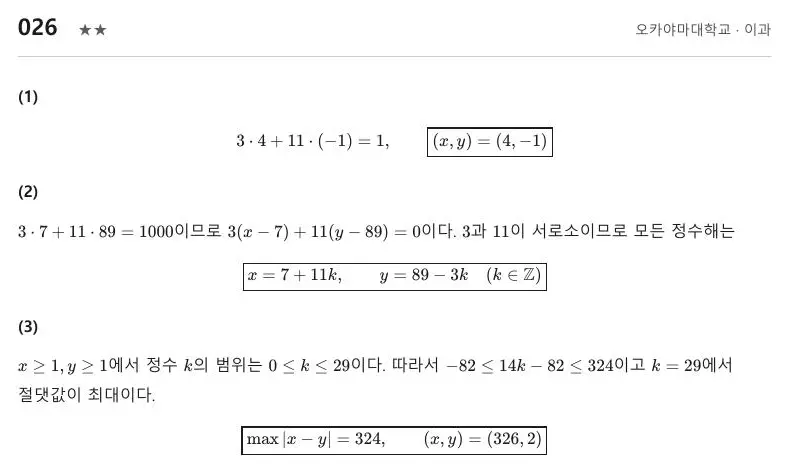 026 ★★ 오카야마대학교 · 이과
(1)
3 · 4 + 11 · (−1) = 1, (x, y) = (4, −1)
(2)
3 · 7 + 11 · 89 = 1000이므로 3(x − 7) + 11(y − 89) = 0이다. 3과 11이 서로소이므로 모든 정수해는
x = 7 + 11k, y = 89 − 3k (k ∈ ℤ)
(3)
x ≥ 1, y ≥ 1에서 정수 k의 범위는 0 ≤ k ≤ 29이다. 따라서 −82 ≤ 14k − 82 ≤ 324이고 k = 29에서
절댓값이 최대이다.
max |x − y| = 324, (x, y) = (326, 2)